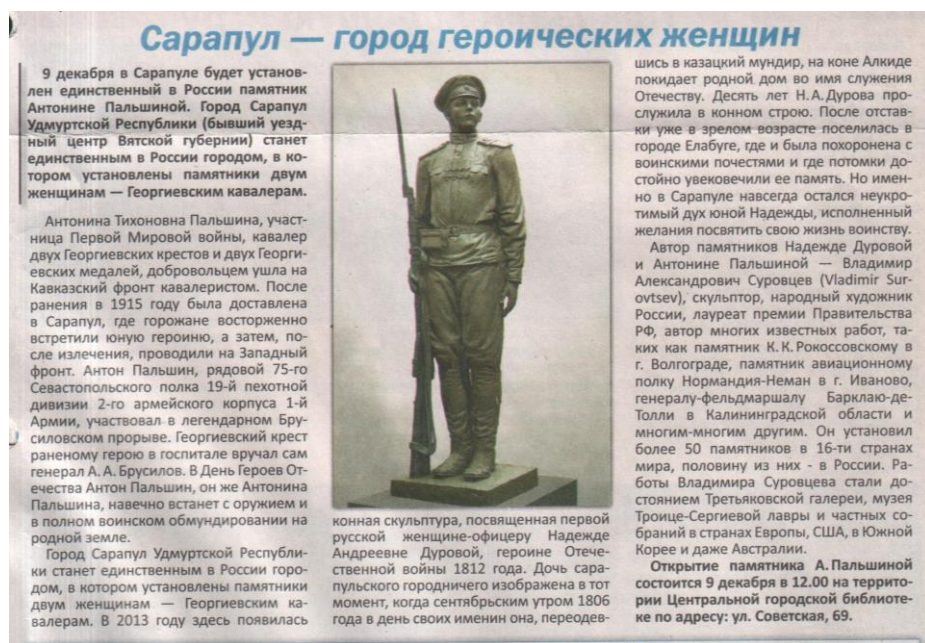 Сарапул — город героических женщин
9 декабря в Сарапуле будет установ-
лен единственный в России памятник
Антонине Пальшиной. Город Сарапул
Удмуртской Республики (бывший уезд-
ный центр Вятской губернии) станет
единственным в России городом, в ко-
тором установлены памятники двум
женщинам — Георгиевским кавалерам.
Антонина Тихоновна Пальшина, участ-
ница Первой Мировой войны, кавалер
двух Георгиевских крестов и двух Георги-
евских медалей, добровольцем ушла на
Кавказский фронт кавалеристом. После
ранения в 1915 году была доставлена
в Сарапул, где горожане восторженно
встретили юную героиню, а затем, по-
сле излечения, проводили на Западный
фронт. Антон Пальшин, рядовой 75-го
Севастопольского полка 19-й пехотной
дивизии 2-го армейского корпуса 1-й
Армии, участвовал в легендарном Бру-
силовском прорыве. Георгиевский крест
раненому герою в госпитале вручал сам
генерал А. А. Брусилов. В День Героев От-
ечества Антон Пальшин, он же Антонина
Пальшина, навечно встанет с оружием и
в полном воинском обмундировании на
родной земле.
Город Сарапул Удмуртской Республи-
ки станет единственным в России горо-
дом, в котором установлены памятники
двум женщинам — Георгиевским ка-
валерам. В 2013 году здесь появилась
конная скульптура, посвященная первой
русской женщине-офицеру Надежде
Андреевне Дуровой, героине Отече-
ственной войны 1812 года. Дочь сара-
пульского городничего изображена в тот
момент, когда сентябрьским утром 1806
года в день своих именин она, переодев-
шись в казацкий мундир, на коне Алкиде
покидает родной дом во имя служения
Отечеству. Десять лет Н. А. Дурова про-
служила в конном строю. После отстав-
ки уже в зрелом возрасте поселилась в
городе Елабуге, где и была похоронена с
воинскими почестями и где потомки до-
стойно увековечили ее память. Но имен-
но в Сарапуле навсегда остался неукро-
тимый дух юной Надежды, исполненный
желания посвятить свою жизнь воинству.
Автор памятников Надежде Дуровой
и Антонине Пальшиной — Владимир
Александрович Суровцев (Vladimir Sur-
ovtsev), скульптор, народный художник
России, лауреат премии Правительства
РФ, автор многих известных работ, та-
ких как памятник К. К. Рокоссовскому в
г. Волгограде, памятник авиационному
полку Нормандия-Неман в г. Иваново,
генералу-фельдмаршалу Барклаю-де-
Толли в Калининградской области и
многим-многим другим. Он установил
более 50 памятников в 16-ти странах
мира, половину из них - в России. Ра-
боты Владимира Суровцева стали до-
стоянием Третьяковской галереи, музея
Троице-Сергиевой лавры и частных со-
браний в странах Европы, США, в Южной
Корее и даже Австралии.
Открытие памятника А. Пальшиной
состоится 9 декабря в 12.00 на террито-
рии Центральной городской библиоте-
ке по адресу: ул. Советская, 69.